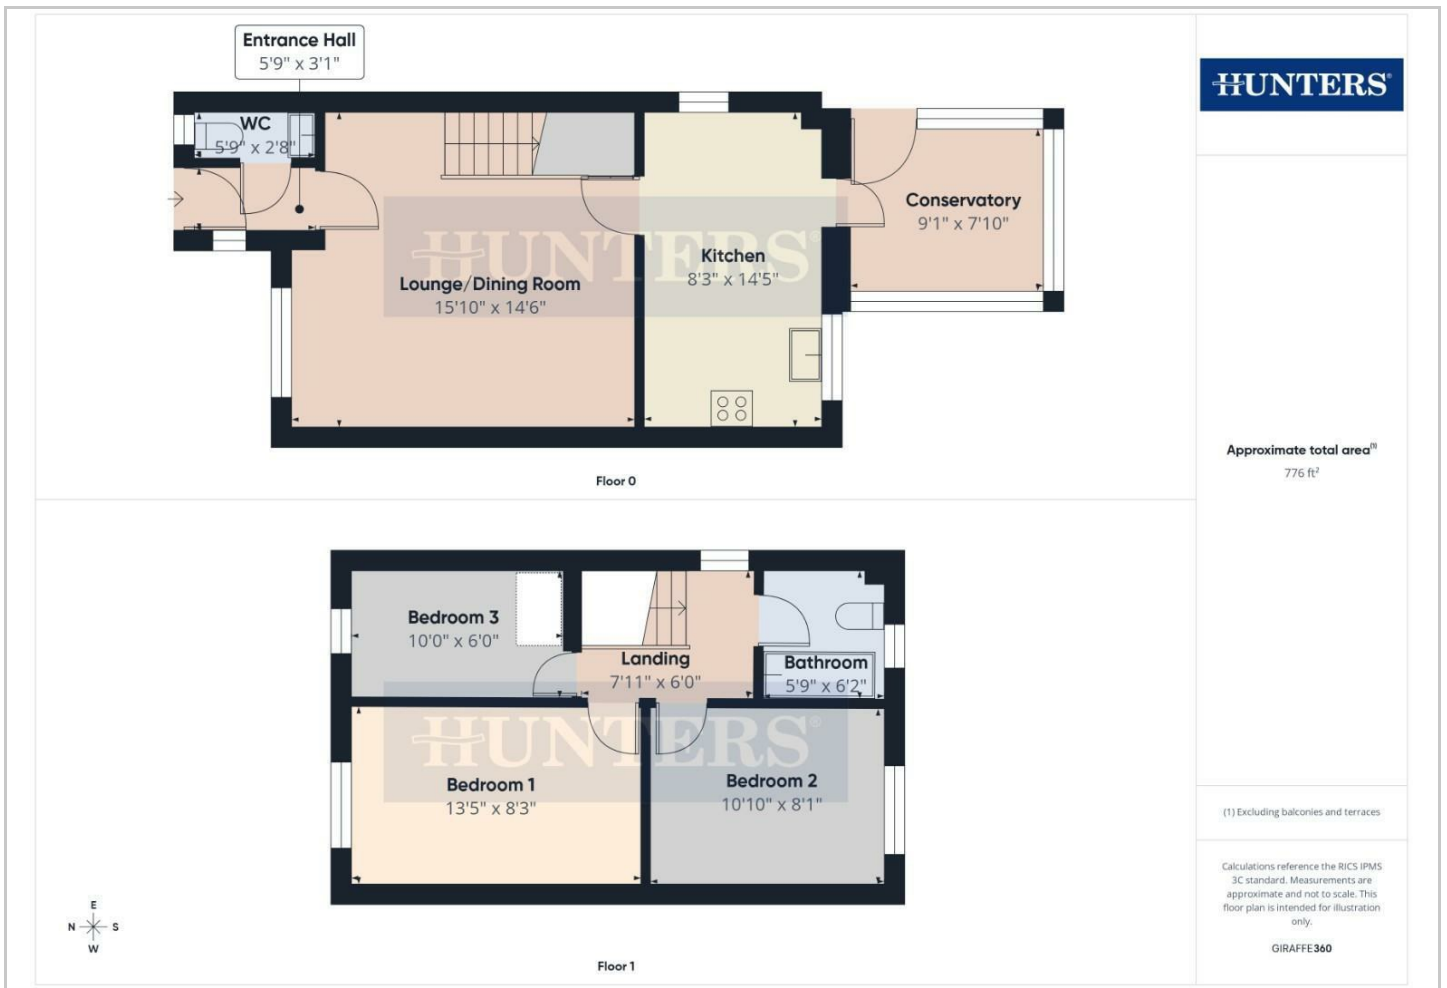 Entrance Hall
5'9" x 3'1"
WC
5'9" x 2'8"
HUNTERS®
Lounge/Dining Room
15'10" x 14'6"
Kitchen
8'3" x 14'5"
Conservatory
9'1" x 7'10"
Floor 0
Bedroom 3
10'0" x 6'0"
Landing
7'11" x 6'0"
Bathroom
5'9" x 6'2"
HUNTERS®
Bedroom 1
13'5" x 8'3"
Bedroom 2
10'10" x 8'1"
E
N S
W
Floor 1
HUNTERS®
Approximate total area(1)
776 ft²
(1) Excluding balconies and terraces
Calculations reference the RICS IPMS
3C standard. Measurements are
approximate and not to scale. This
floor plan is intended for illustration
only.
GIRAFFE360